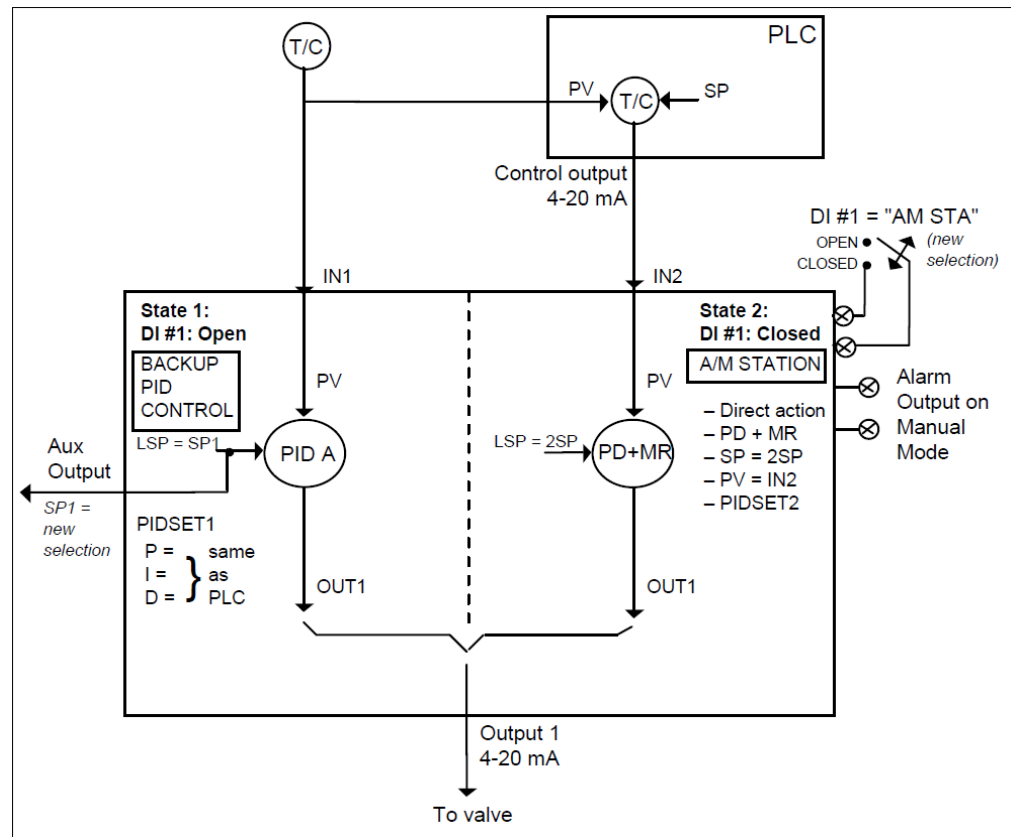 T/C
PLC
PV
T/C
SP
Control output
4-20 mA
DI #1 = "AM STA"
OPEN
(new
CLOSED
selection)
IN1
IN2
State 1:
DI #1: Open
State 2:
DI #1: Closed
BACKUP
PID
CONTROL
A/M STATION
PV
PV
Alarm
Output on
Manual
Mode
– Direct action
– PD + MR
– SP = 2SP
– PV = IN2
– PIDSET2
LSP = SP1
PID A
LSP = 2SP
PD+MR
Aux
Output
SP1 =
new
selection
PIDSET1
P = same
I = } as
D = PLC
OUT1
OUT1
Output 1
4-20 mA
To valve